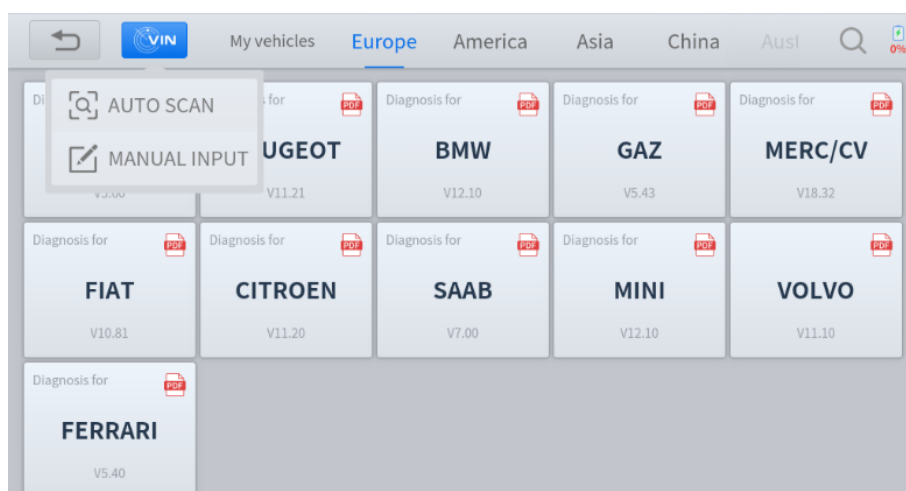 VIN
My vehicles
Europe
America
Asia
China
Aust
0%
AUTO SCAN
MANUAL INPUT
Di
s for
PDF
UGEOT
V11.21
Diagnosis for
PDF
BMW
V12.10
Diagnosis for
PDF
GAZ
V5.43
Diagnosis for
PDF
MERC/CV
V18.32
Diagnosis for
PDF
FIAT
V10.81
Diagnosis for
PDF
CITROEN
V11.20
Diagnosis for
PDF
SAAB
V7.00
Diagnosis for
PDF
MINI
V12.10
PDF
VOLVO
V11.10
Diagnosis for
PDF
FERRARI
V5.40